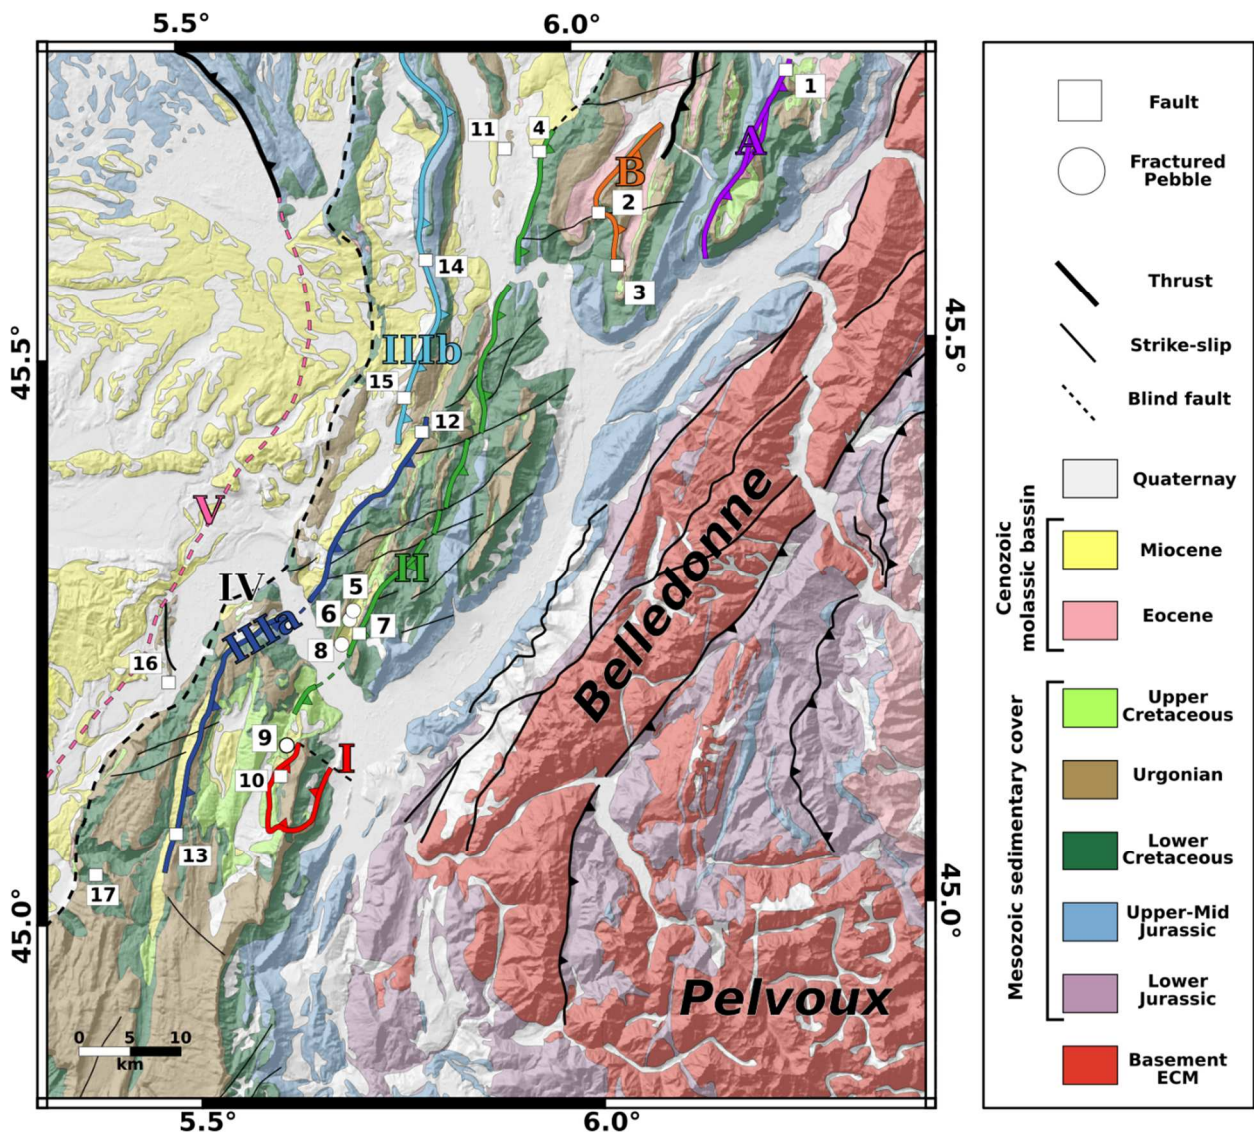 5.5°
6.0°
1
11
4
A
B
2
14
3
45.5°
45.5°
IIIb
15
12
V
Belledonne
II
IV
5
6
7
IIIa
8
16
9
I
10
13
17
45.0°
45.0°
Pelvoux
0 5 10
km
5.5°
6.0°
Fault
Fractured
Pebble
Thrust
Strike-slip
Blind fault
Quaternay
Cenozoic
molassic bassin
Miocene
Eocene
Mesozoic sedimentary cover
Upper
Cretaceous
Urgonian
Lower
Cretaceous
Upper-Mid
Jurassic
Lower
Jurassic
Basement
ECM